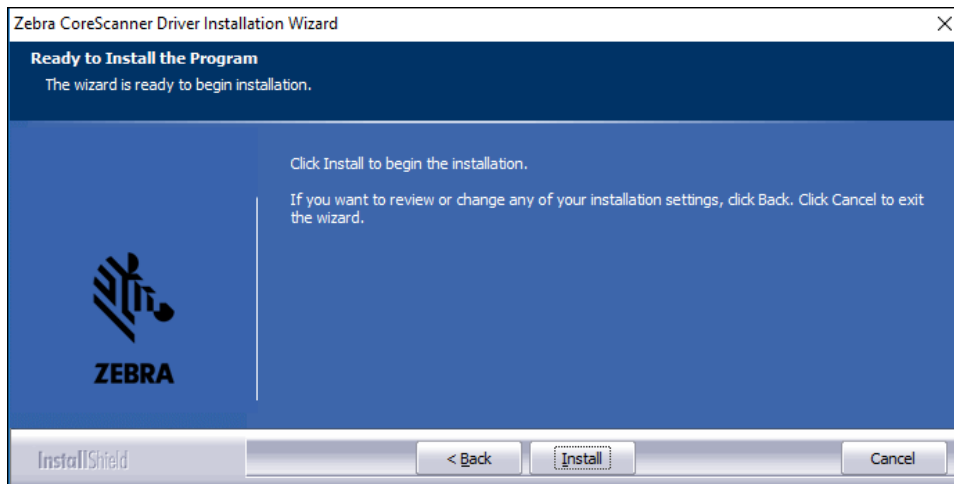 Zebra CoreScanner Driver Installation Wizard
Ready to Install the Program
The wizard is ready to begin installation.
Click Install to begin the installation.
If you want to review or change any of your installation settings, click Back. Click Cancel to exit
the wizard.
ZEBRA
InstallShield
< Back
Install
Cancel